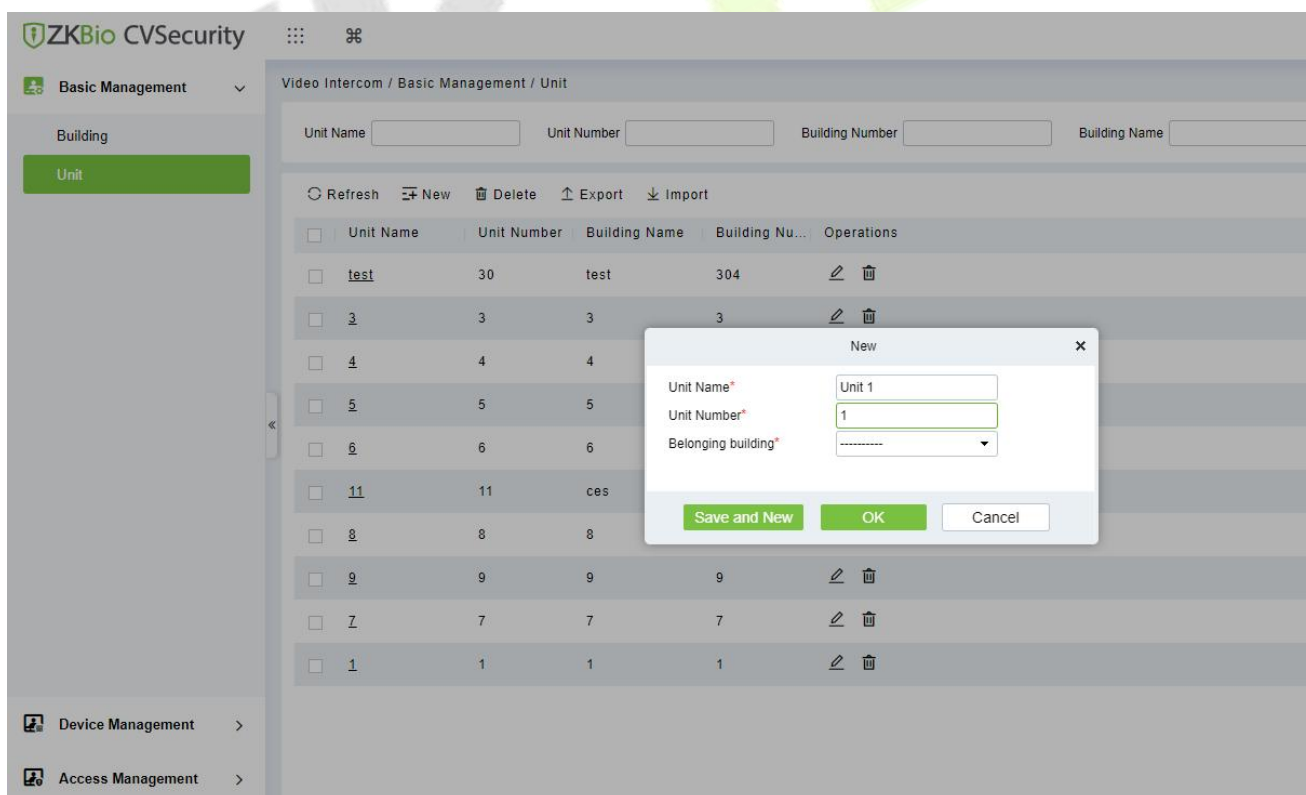 ZKBio CVSecurity
Basic Management
Building
Unit
Device Management
Access Management
Video Intercom / Basic Management / Unit
Unit Name Unit Number Building Number Building Name
Refresh New Delete Export Import
Unit Name Unit Number Building Name Building Nu... Operations
test 30 test 304
3 3 3 3
4 4 4
5 5 5
6 6 6
11 11 ces
8 8 8
9 9 9 9
7 7 7 7
1 1 1 1
New
Unit Name* Unit 1
Unit Number* 1
Belonging building* ----------
Save and New OK Cancel